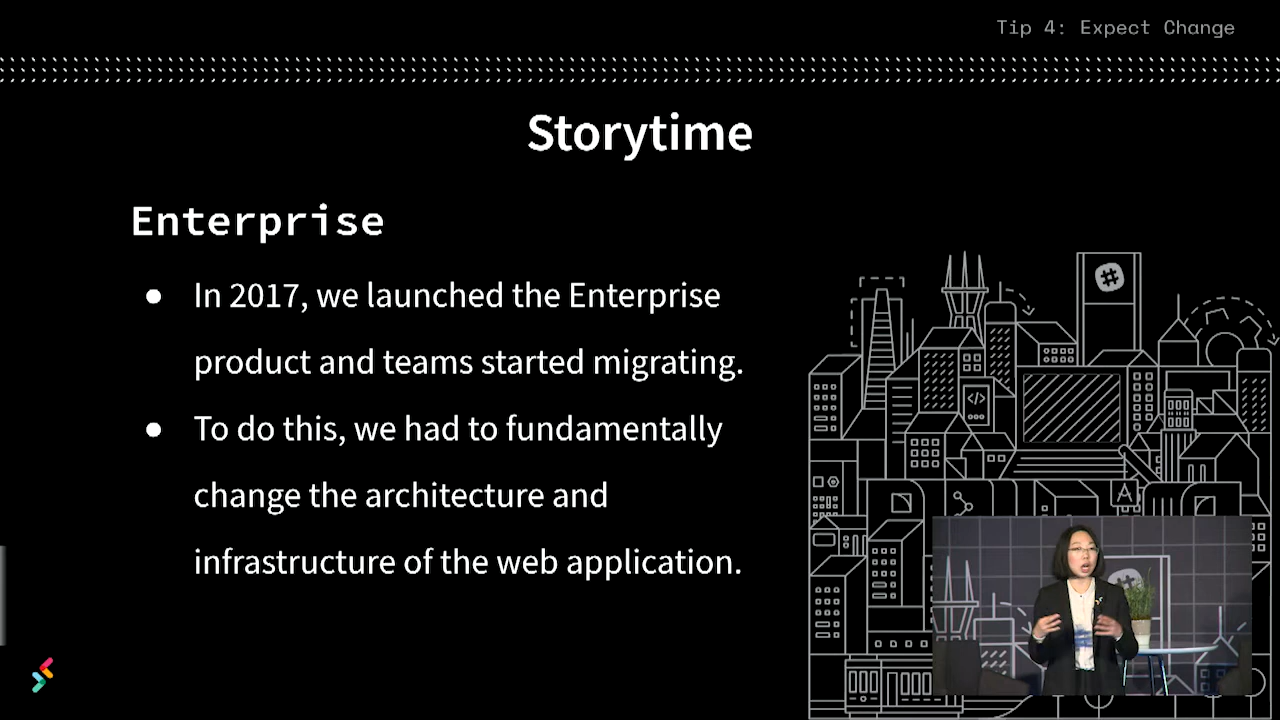 Tip 4: Expect Change
Storytime
Enterprise
● In 2017, we launched the Enterprise
product and teams started migrating.
● To do this, we had to fundamentally
change the architecture and
infrastructure of the web application.